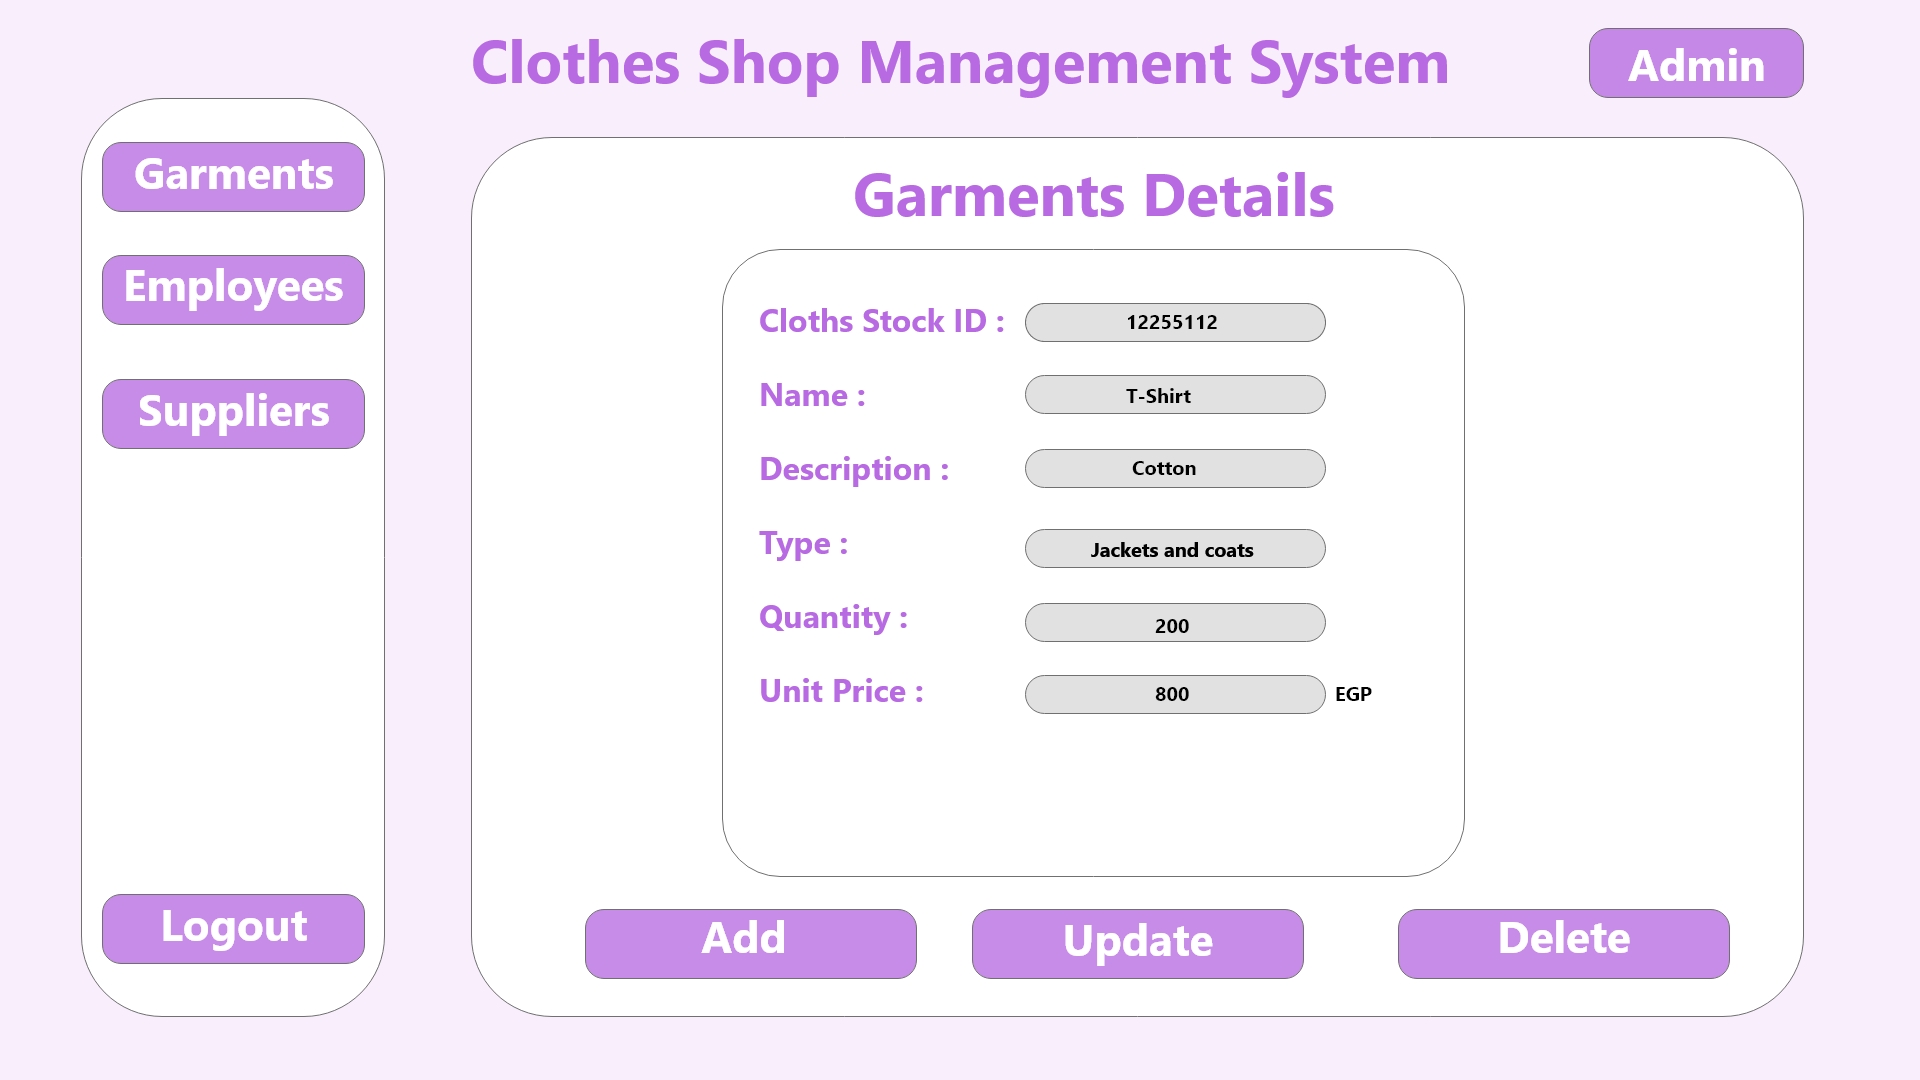 Clothes Shop Management System
Admin
Garments
Employees
Suppliers
Logout
Garments Details
Cloths Stock ID : 12255112
Name : T-Shirt
Description : Cotton
Type : Jackets and coats
Quantity : 200
Unit Price : 800 EGP
Add Update Delete